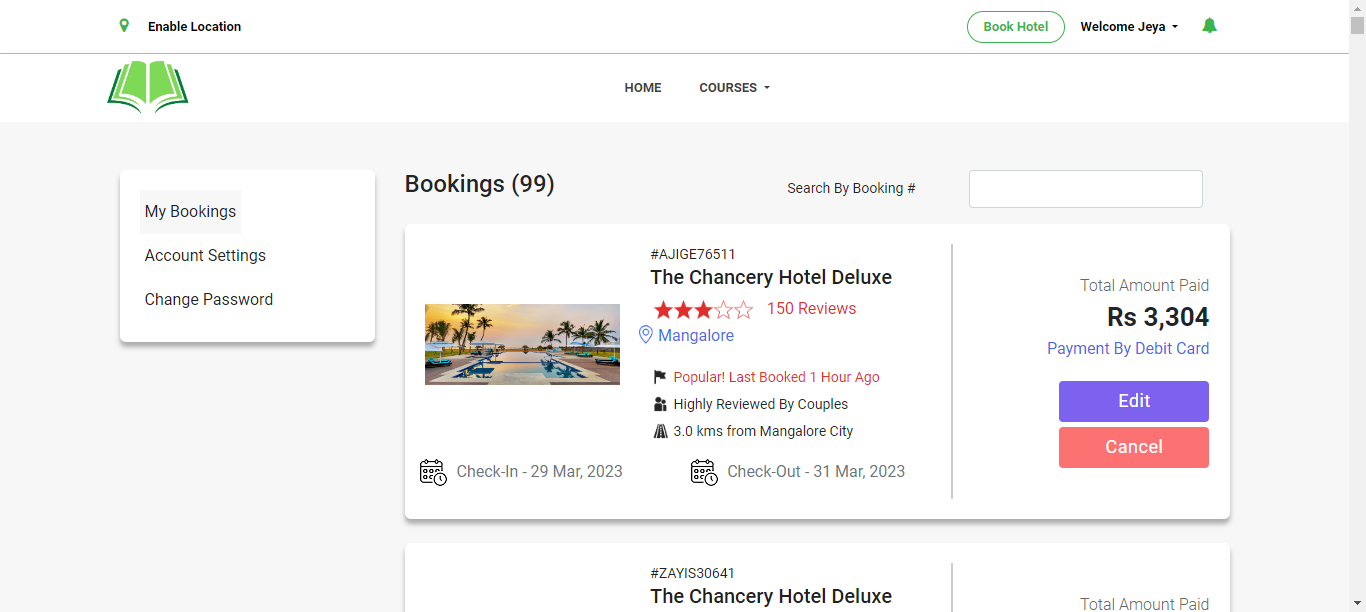 Enable Location
Book Hotel
Welcome Jeya
HOME
COURSES
My Bookings
Account Settings
Change Password
Bookings (99)
Search By Booking #
#AJIGE76511
The Chancery Hotel Deluxe
150 Reviews
Mangalore
Popular! Last Booked 1 Hour Ago
Highly Reviewed By Couples
3.0 kms from Mangalore City
Check-In - 29 Mar, 2023
Check-Out - 31 Mar, 2023
Total Amount Paid
Rs 3,304
Payment By Debit Card
Edit
Cancel
#ZAYIS30641
The Chancery Hotel Deluxe
Total Amount Paid